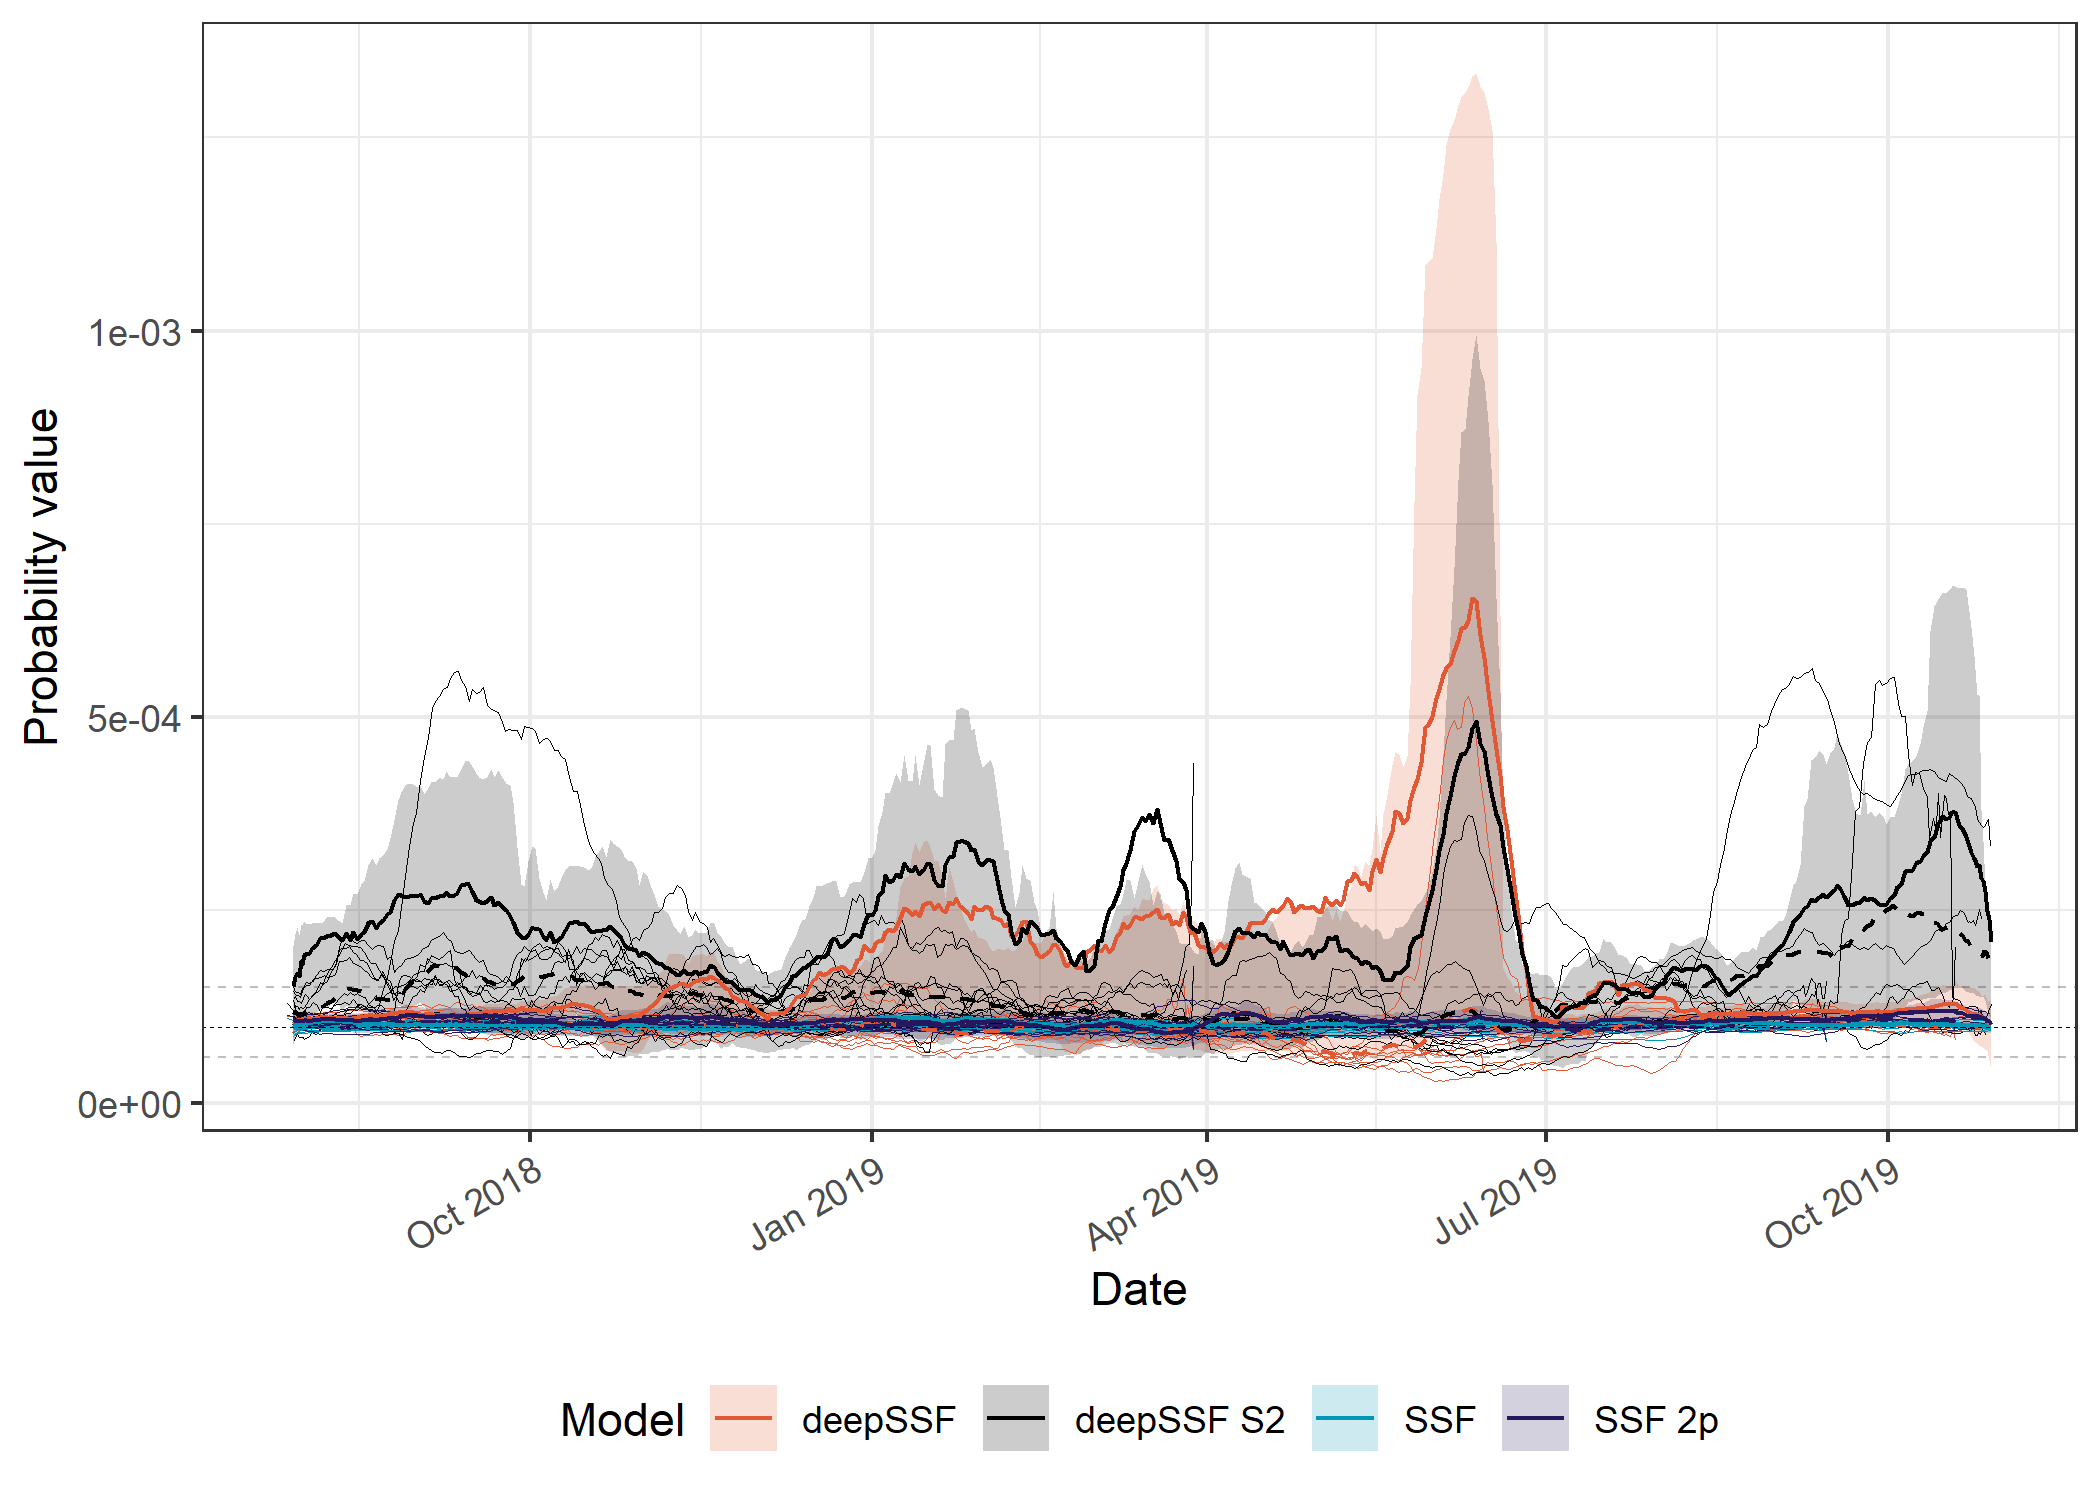 Probability value
1e-03
5e-04
0e+00
Oct 2018
Jan 2019
Apr 2019
Jul 2019
Oct 2019
Date
Model deepSSF deepSSF S2 SSF SSF 2p